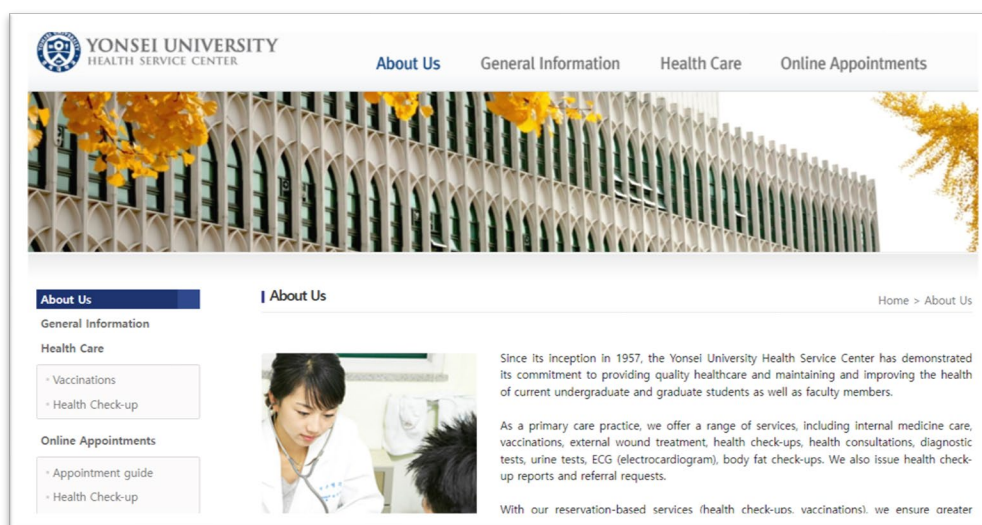 YONSEI UNIVERSITY
HEALTH SERVICE CENTER
About Us General Information Health Care Online Appointments
About Us
General Information
Health Care
Vaccinations
Health Check-up
Online Appointments
Appointment guide
Health Check-up
About Us
Home > About Us
Since its inception in 1957, the Yonsei University Health Service Center has demonstrated
its commitment to providing quality healthcare and maintaining and improving the health
of current undergraduate and graduate students as well as faculty members.
As a primary care practice, we offer a range of services, including internal medicine care,
vaccinations, external wound treatment, health check-ups, health consultations, diagnostic
tests, urine tests, ECG (electrocardiogram), body fat check-ups. We also issue health check-
up reports and referral requests.
With our reservation-based services (health check-ups, vaccinations), we ensure greater